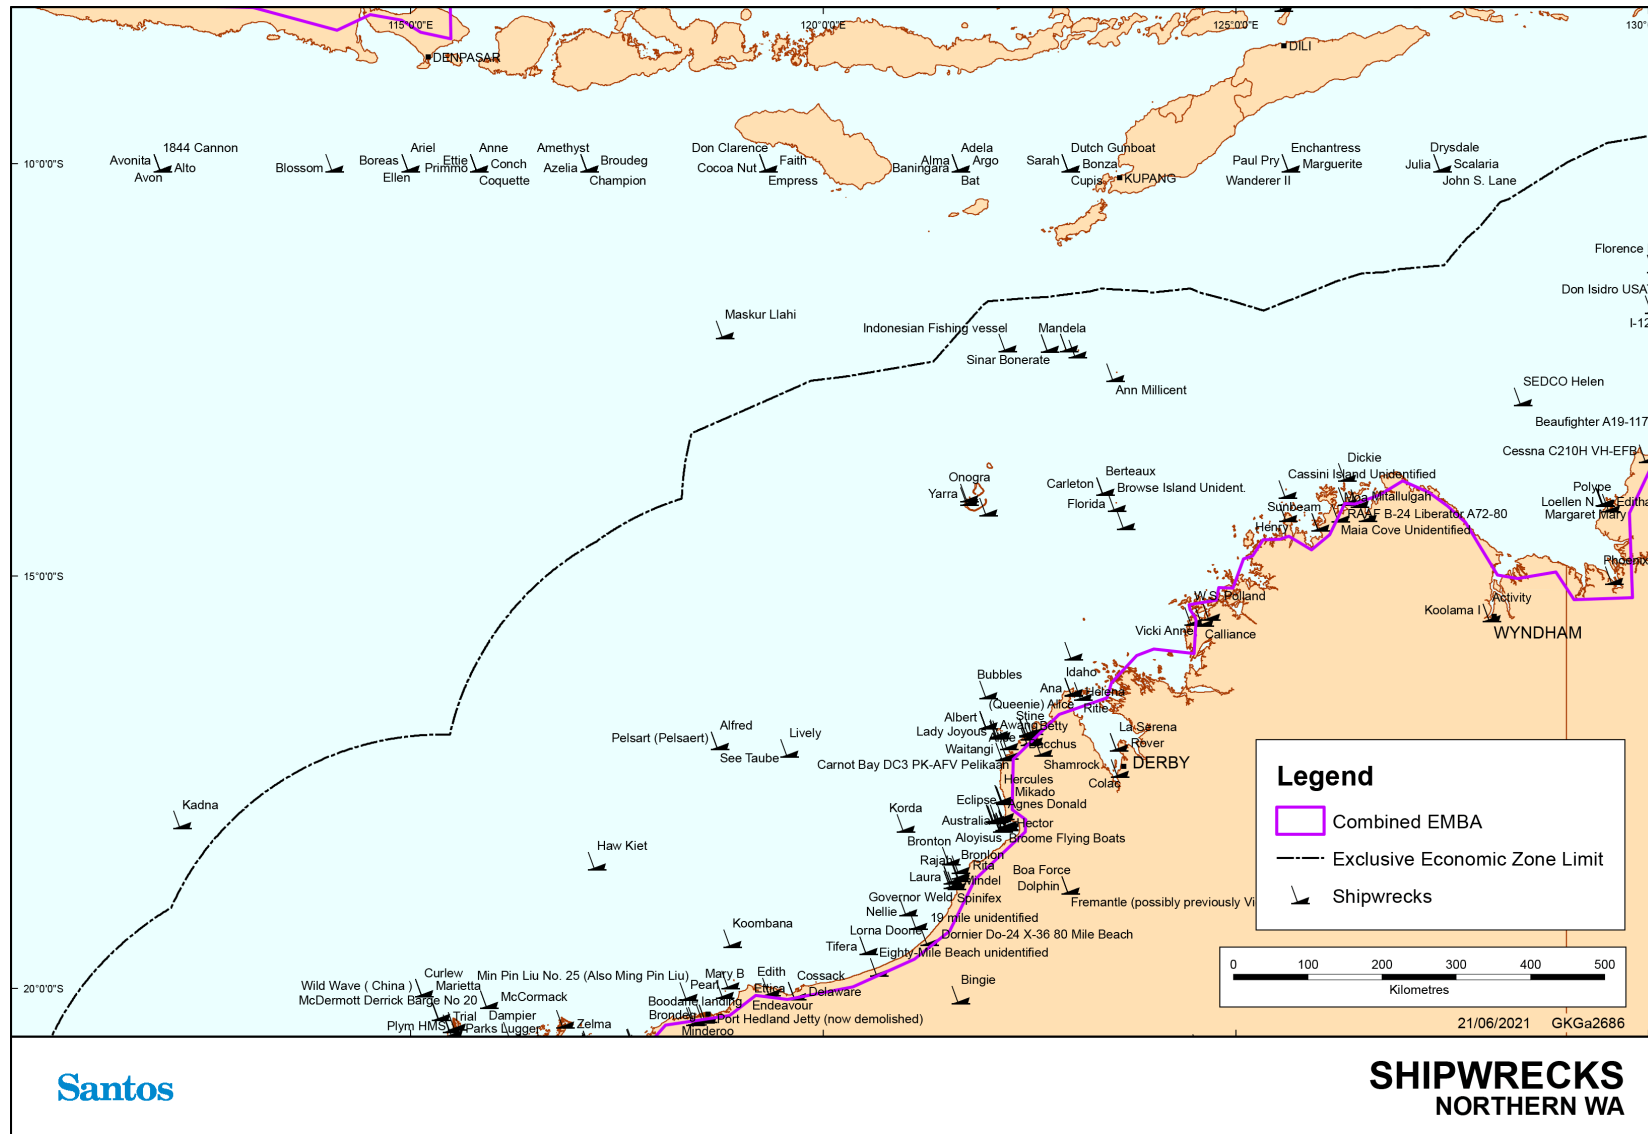 115°0'0"E
120°0'0"E
125°0'0"E
130°
DENPASAR
DILI
10°0'0"S
1844 Cannon
Avonita
Alto
Avon
Blossom
Ariel
Boreas
Primmo
Ellen
Anne
Ettie
Conch
Coquette
Amethyst
Broudeg
Azelia
Champion
Don Clarence
Faith
Cocoa Nut
Empress
Adela
Alma
Argo
Baningara
Bat
Dutch Gunboat
Sarah
Bonza
Cupis
KUPANG
Enchantress
Paul Pry
Marguerite
Wanderer II
Drysdale
Julia
Scalaria
John S. Lane
Florence
Don Isidro USA
I-12
Maskur Llahi
Indonesian Fishing vessel
Mandela
Sinar Bonerate
Ann Millicent
SEDCO Helen
Beaufighter A19-117
Cessna C210H VH-EFB
Dickie
Cassini Island Unidentified
Onogra
Yarra
Berteaux
Carleton
Browse Island Unident.
Florida
Moa
Mitallulgan
Sunbeam
RAAF B-24 Liberator A72-80
Henry
Maia Cove Unidentified
Polype
Loellen N
Editha
Margaret Mary
Phoenix
15°0'0"S
W.S. Polland
Vicki Anne
Calliance
Activity
Koolama I
WYNDHAM
Idaho
Bubbles
Ana
Helena
(Queenie) Alice
Ritie
Albert
Stine
Awang
Betty
Lady Joyous
La Serena
Waitangi
Bacchus
Rover
Carnot Bay DC3 PK-AFV Pelikaan
Shamrock
DERBY
Colac
Alfred
Pelsart (Pelsaert)
Lively
See Taube
Hercules
Mikado
Eclipse
Agnes Donald
Kadna
Korda
Australia
Hector
Aloyisus
Broome Flying Boats
Bronton
Haw Kiet
Bronlon
Rajah
Rita
Laura
Mindel
Boa Force
Dolphin
Governor Weld
Spinifex
Fremantle (possibly previously Vi
Nellie
19 mile unidentified
Koombana
Lorna Doone
Dornier Do-24 X-36 80 Mile Beach
Tifera
Eighty-Mile Beach unidentified
Curlew
Min Pin Liu No. 25 (Also Ming Pin Liu)
Mary B
Edith
Cossack
Bingie
20°0'0"S
Wild Wave ( China )
Marietta
Pearl
Ettica
Delaware
McDermott Derrick Barge No 20
McCormack
Boodarie landing
Endeavour
Trial
Dampier
Brondeg
Port Hedland Jetty (now demolished)
Plym HMS
Parks Lugger
Zelma
Minderoo
Legend
Combined EMBA
Exclusive Economic Zone Limit
Shipwrecks
0 100 200 300 400 500
Kilometres
21/06/2021 GKGa2686
Santos
SHIPWRECKS
NORTHERN WA